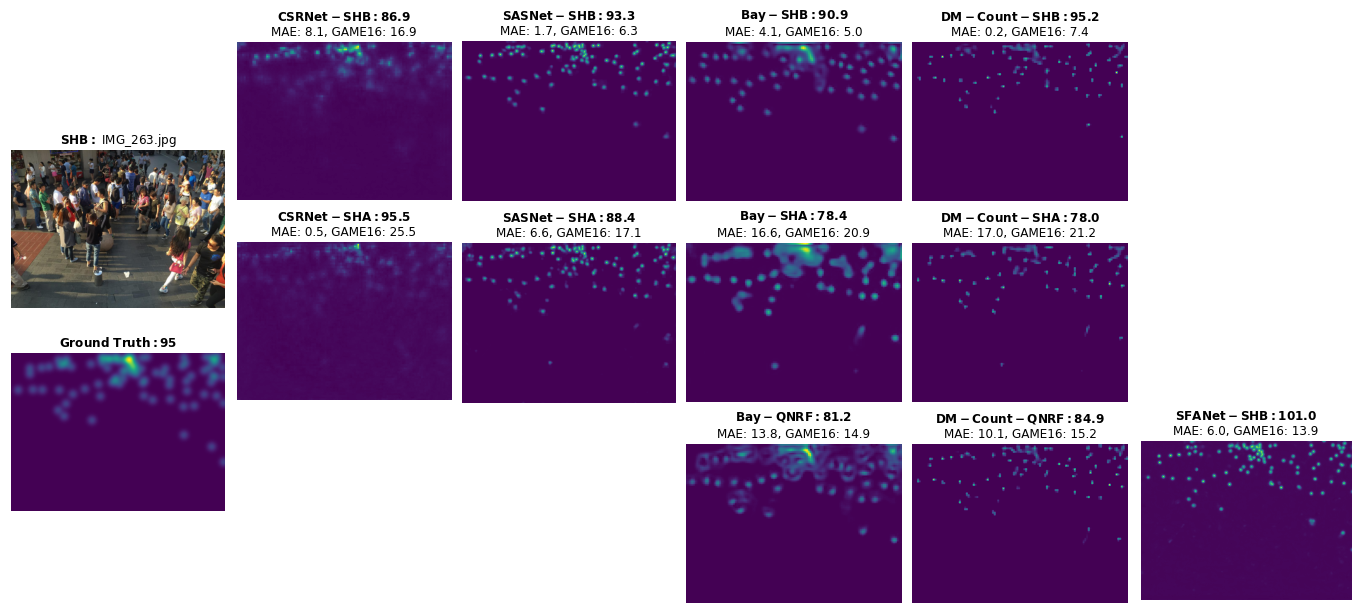 CSRNet-SHB: 86.9
MAE: 8.1, GAME16: 16.9
SASNet-SHB: 93.3
MAE: 1.7, GAME16: 6.3
Bay-SHB: 90.9
MAE: 4.1, GAME16: 5.0
DM-Count-SHB: 95.2
MAE: 0.2, GAME16: 7.4
SHB: IMG_263.jpg
CSRNet-SHA: 95.5
MAE: 0.5, GAME16: 25.5
SASNet-SHA: 88.4
MAE: 6.6, GAME16: 17.1
Bay-SHA: 78.4
MAE: 16.6, GAME16: 20.9
DM-Count-SHA: 78.0
MAE: 17.0, GAME16: 21.2
Ground Truth: 95
Bay-QNRF: 81.2
MAE: 13.8, GAME16: 14.9
DM-Count-QNRF: 84.9
MAE: 10.1, GAME16: 15.2
SFANet-SHB: 101.0
MAE: 6.0, GAME16: 13.9